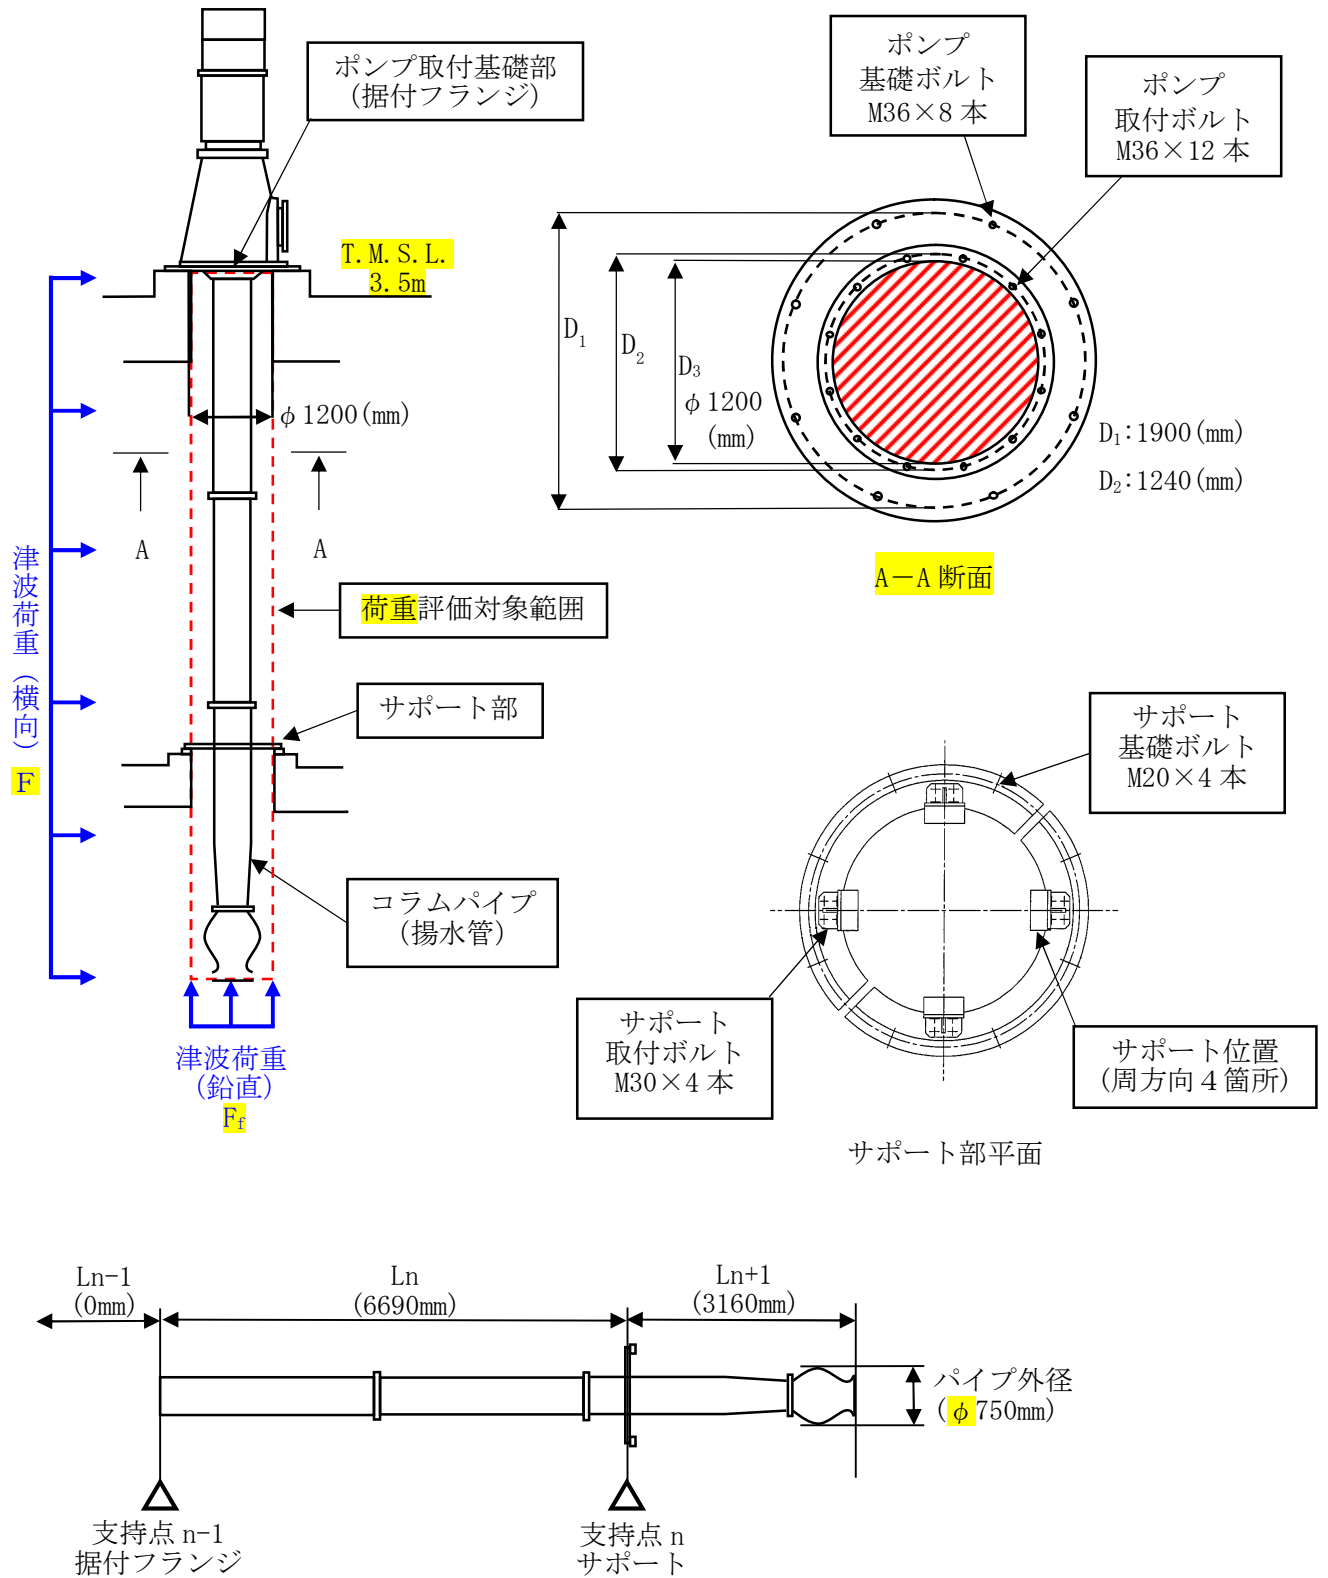 ポンプ取付基礎部
(据付フランジ)
ポンプ
基礎ボルト
M36×8 本
ポンプ
取付ボルト
M36×12 本
T.M.S.L.
3.5m
φ1200(mm)
A
A
D₁
D₂
D₃
φ1200
(mm)
D₁:1900(mm)
D₂:1240(mm)
A-A 断面
津波荷重(横向)
F
荷重評価対象範囲
サポート部
コラムパイプ
(揚水管)
津波荷重
(鉛直)
Ff
サポート
基礎ボルト
M20×4 本
サポート
取付ボルト
M30×4 本
サポート位置
(周方向4箇所)
サポート部平面
Ln-1
(0mm)
Ln
(6690mm)
Ln+1
(3160mm)
パイプ外径
(φ750mm)
支持点 n-1
据付フランジ
支持点 n
サポート